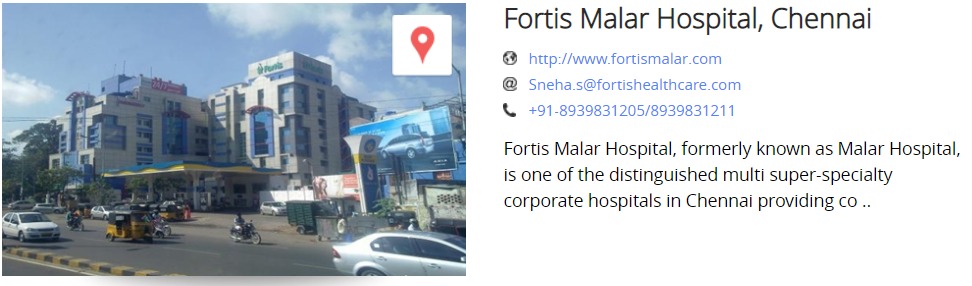 Fortis
Fortis Malar Hospital, Chennai
http://www.fortismalar.com
Sneha.s@fortishealthcare.com
+91-8939831205/8939831211
Fortis Malar Hospital, formerly known as Malar Hospital,
is one of the distinguished multi super-specialty
corporate hospitals in Chennai providing co ..